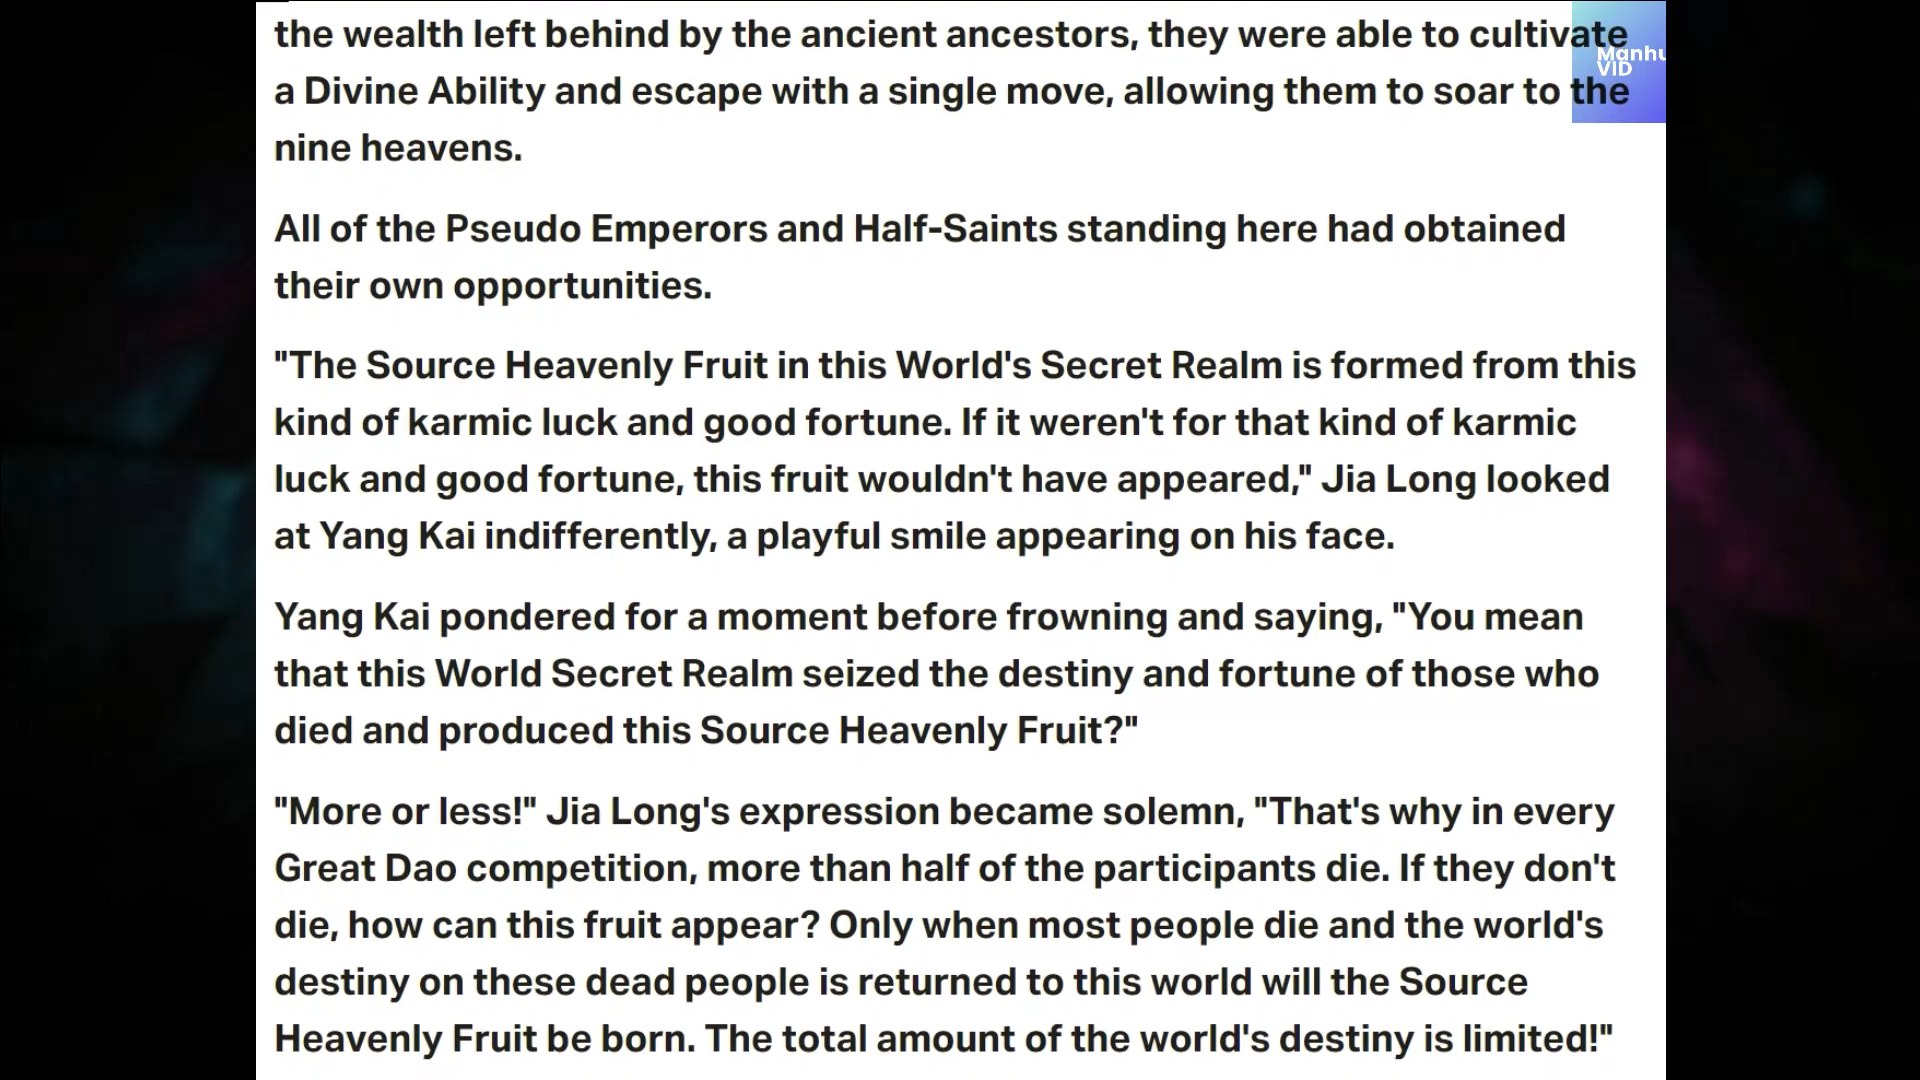 the wealth left behind by the ancient ancestors, they were able to cultivate
a Divine Ability and escape with a single move, allowing them to soar to the
nine heavens.
All of the Pseudo Emperors and Half-Saints standing here had obtained
their own opportunities.
"The Source Heavenly Fruit in this World's Secret Realm is formed from this
kind of karmic luck and good fortune. If it weren't for that kind of karmic
luck and good fortune, this fruit wouldn't have appeared," Jia Long looked
at Yang Kai indifferently, a playful smile appearing on his face.
Yang Kai pondered for a moment before frowning and saying, "You mean
that this World Secret Realm seized the destiny and fortune of those who
died and produced this Source Heavenly Fruit?"
"More or less!" Jia Long's expression became solemn, "That's why in every
Great Dao competition, more than half of the participants die. If they don't
die, how can this fruit appear? Only when most people die and the world's
destiny on these dead people is returned to this world will the Source
Heavenly Fruit be born. The total amount of the world's destiny is limited!"
Manhu
VID